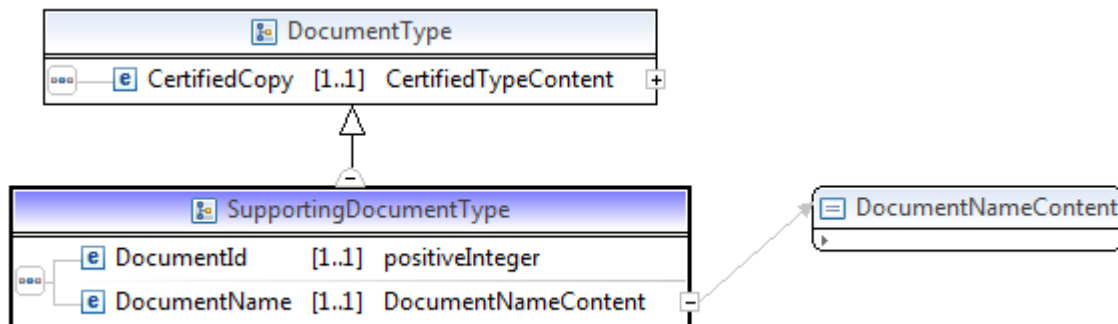 DocumentType
e CertifiedCopy [1..1] CertifiedTypeContent
SupportingDocumentType
e DocumentId [1..1] positiveInteger
e DocumentName [1..1] DocumentNameContent
DocumentNameContent